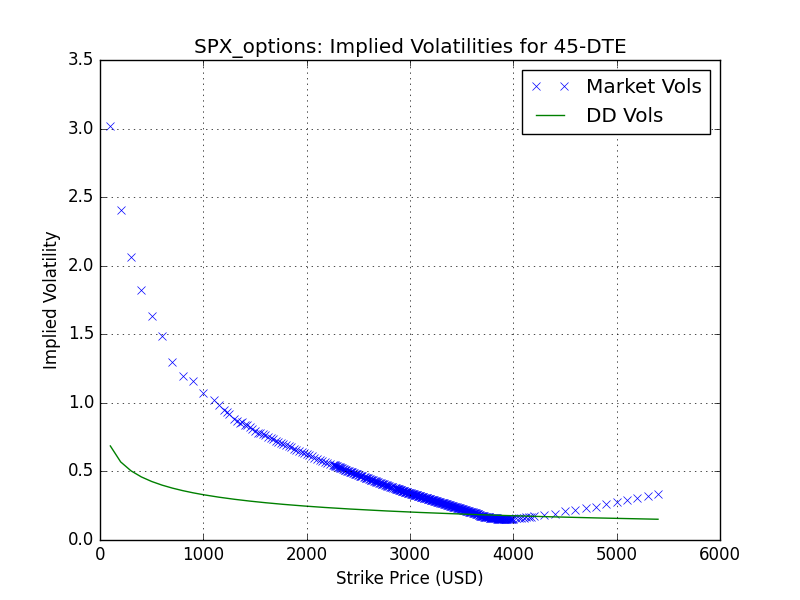 SPX_options: Implied Volatilities for 45-DTE
3.5
3.0
2.5
2.0
1.5
1.0
0.5
0.0
Implied Volatility
Market Vols
DD Vols
0 1000 2000 3000 4000 5000 6000
Strike Price (USD)